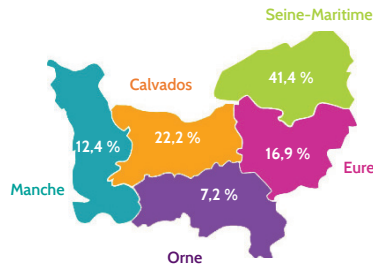 Seine-Maritime
41,4 %
Calvados
22,2 %
12,4 %
16,9 %
Eure
Manche
7,2 %
Orne